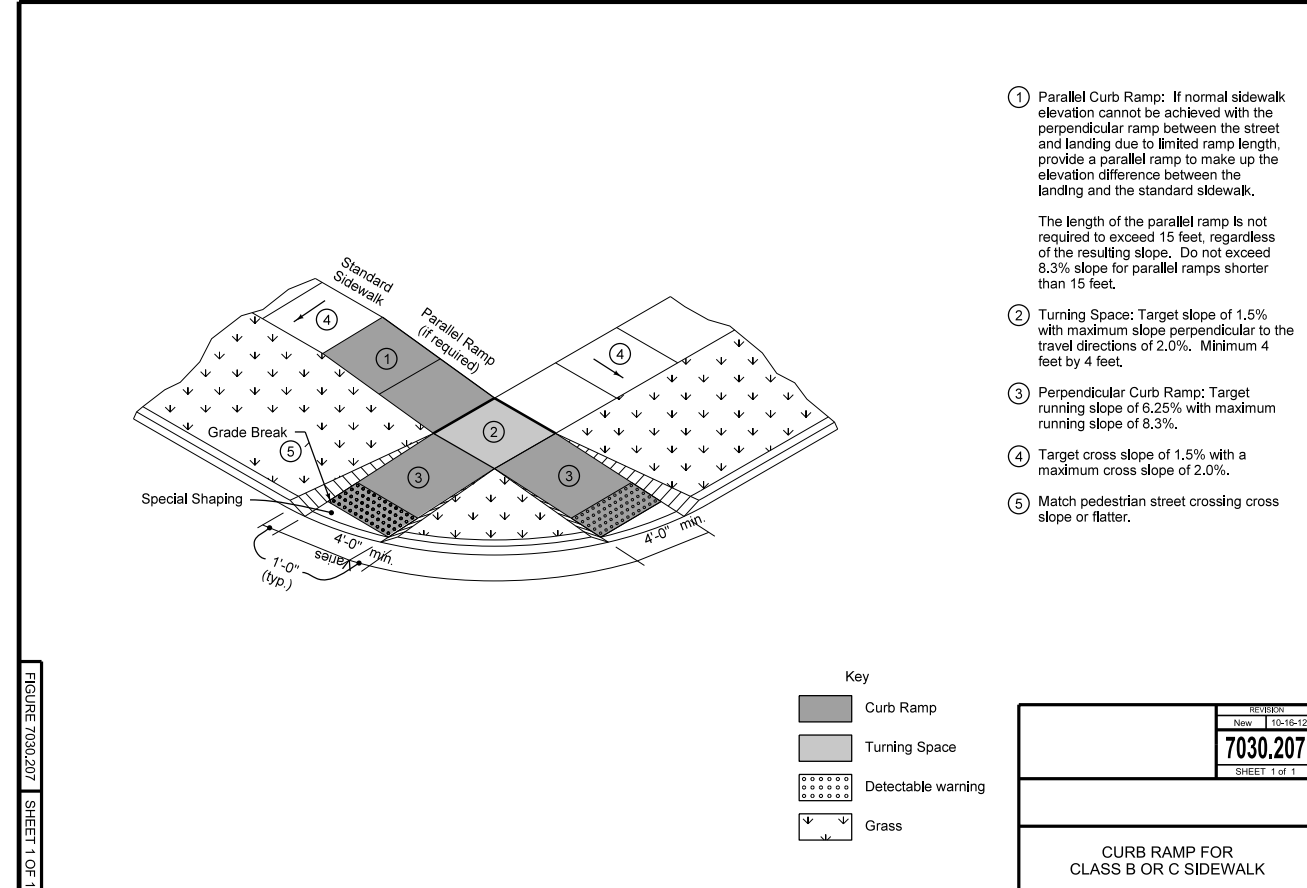 ① Parallel Curb Ramp: If normal sidewalk
elevation cannot be achieved with the
perpendicular ramp between the street
and landing due to limited ramp length,
provide a parallel ramp to make up the
elevation difference between the
landing and the standard sidewalk.
The length of the parallel ramp is not
required to exceed 15 feet, regardless
of the resulting slope. Do not exceed
8.3% slope for parallel ramps shorter
than 15 feet.
② Turning Space: Target slope of 1.5%
with maximum slope perpendicular to the
travel directions of 2.0%. Minimum 4
feet by 4 feet.
③ Perpendicular Curb Ramp: Target
running slope of 6.25% with maximum
running slope of 8.3%.
④ Target cross slope of 1.5% with a
maximum cross slope of 2.0%.
⑤ Match pedestrian street crossing cross
slope or flatter.
Standard
Sidewalk
Parallel Ramp
(if required)
④
①
④
②
Grade Break
⑤
③
③
Special Shaping
4'-0" min.
4'-0" min.
Varies
1'-0"
(typ.)
Key
Curb Ramp
Turning Space
Detectable warning
Grass
FIGURE 7030.207
SHEET 1 OF 1
REVISION
New 10-16-12
7030.207
SHEET 1 of 1
CURB RAMP FOR
CLASS B OR C SIDEWALK